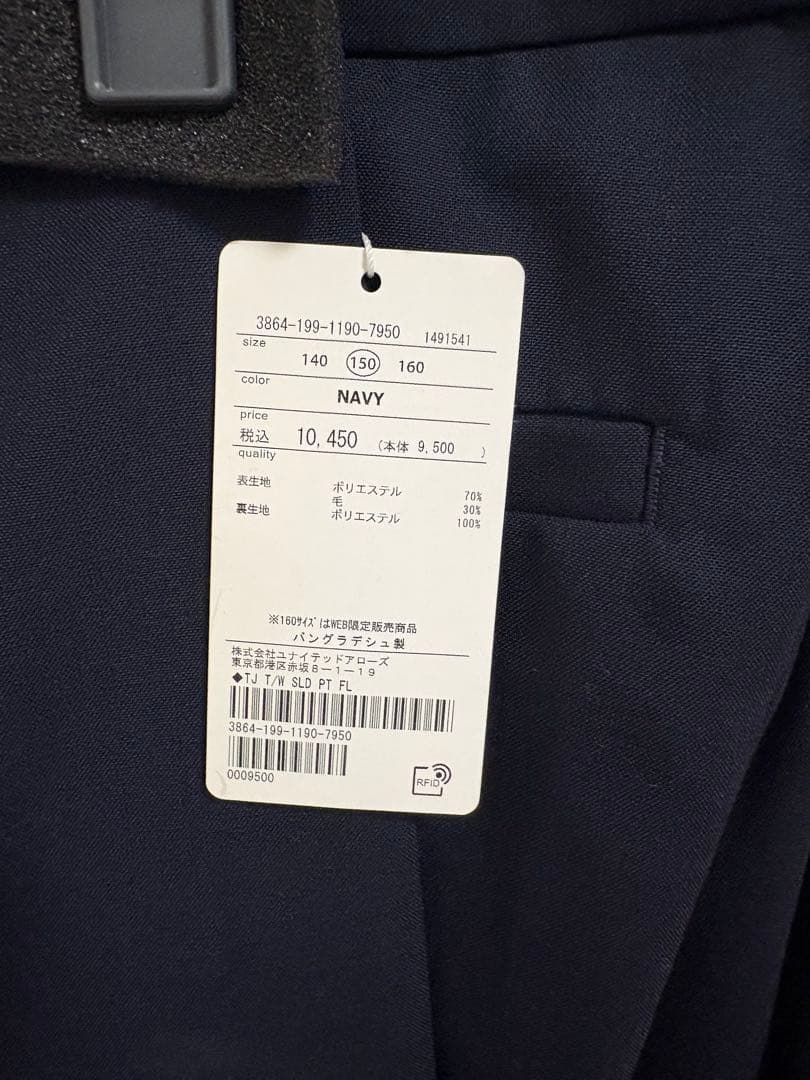 3864-199-1190-7950 1491541
size
140 150 160
color
NAVY
price
税込 10,450 (本体 9,500 )
quality
表生地 ポリエステル 70%
毛 30%
裏生地 ポリエステル 100%
※160ｻｲｽﾞはWEB限定販売商品
バングラデシュ製
株式会社ユナイテッドアローズ
東京都港区赤坂８－１－１９
◆TJ T/W SLD PT FL
3864-199-1190-7950
0009500
RFID